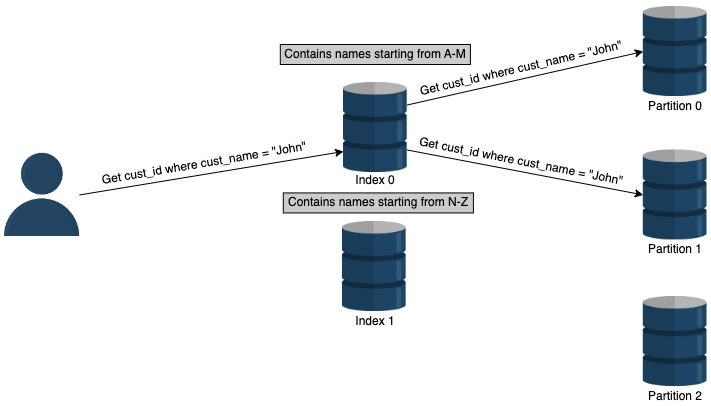 Contains names starting from A-M
Get cust_id where cust_name = "John"
Partition 0
Get cust_id where cust_name = "John"
Index 0
Get cust_id where cust_name = "John"
Contains names starting from N-Z
Partition 1
Index 1
Partition 2